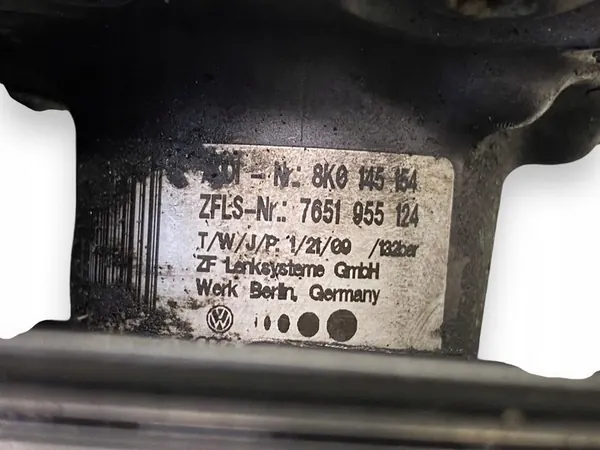 Nr.: 8K0 145 154
ZFLS-Nr.: 7651 955 124
T/W/J/P: 1/21/09 /132bar
ZF Lenksysteme GmbH
Werk Berlin, Germany